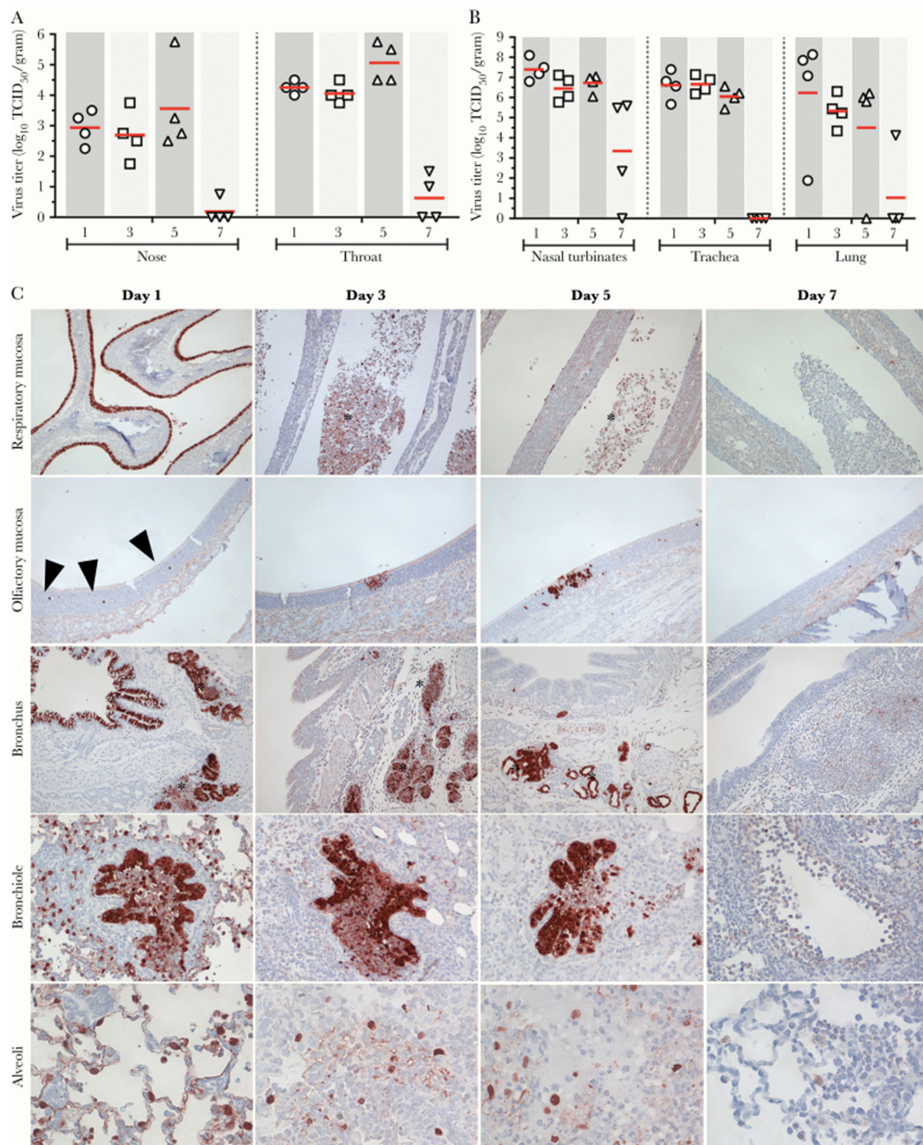 A
B
Virus titer (log10 TCID50/gram)
6
5
4
3
2
1
0
1 3 5 7 1 3 5 7
Nose Throat
Virus titer (log10 TCID50/gram)
9
8
7
6
5
4
3
2
1
0
1 3 5 7 1 3 5 7 1 3 5 7
Nasal turbinates Trachea Lung
C
Day 1 Day 3 Day 5 Day 7
Respiratory mucosa
* *
Olfactory mucosa
Bronchus
* * * * * *
Bronchiole
Alveoli